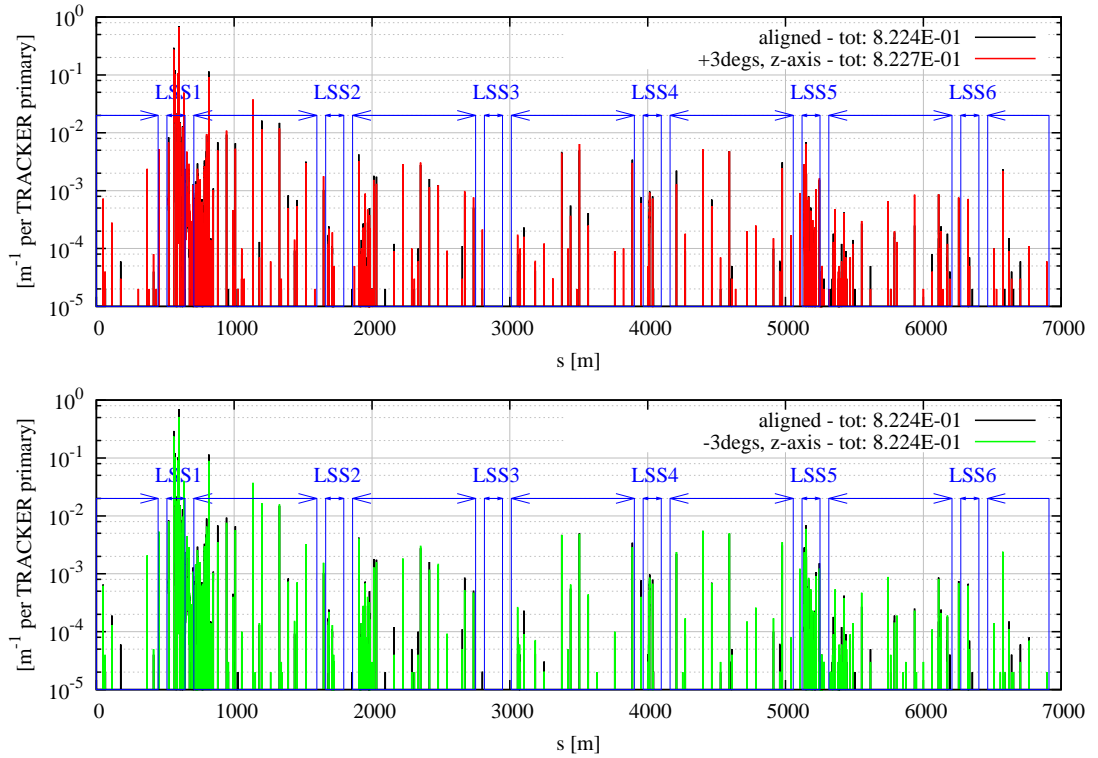 10^0
10^-1
10^-2
10^-3
10^-4
10^-5
[m^-1 per TRACKER primary]
aligned - tot: 8.224E-01
+3degs, z-axis - tot: 8.227E-01
LSS1 LSS2 LSS3 LSS4 LSS5 LSS6
0 1000 2000 3000 4000 5000 6000 7000
s [m]
10^0
10^-1
10^-2
10^-3
10^-4
10^-5
[m^-1 per TRACKER primary]
aligned - tot: 8.224E-01
-3degs, z-axis - tot: 8.224E-01
LSS1 LSS2 LSS3 LSS4 LSS5 LSS6
0 1000 2000 3000 4000 5000 6000 7000
s [m]